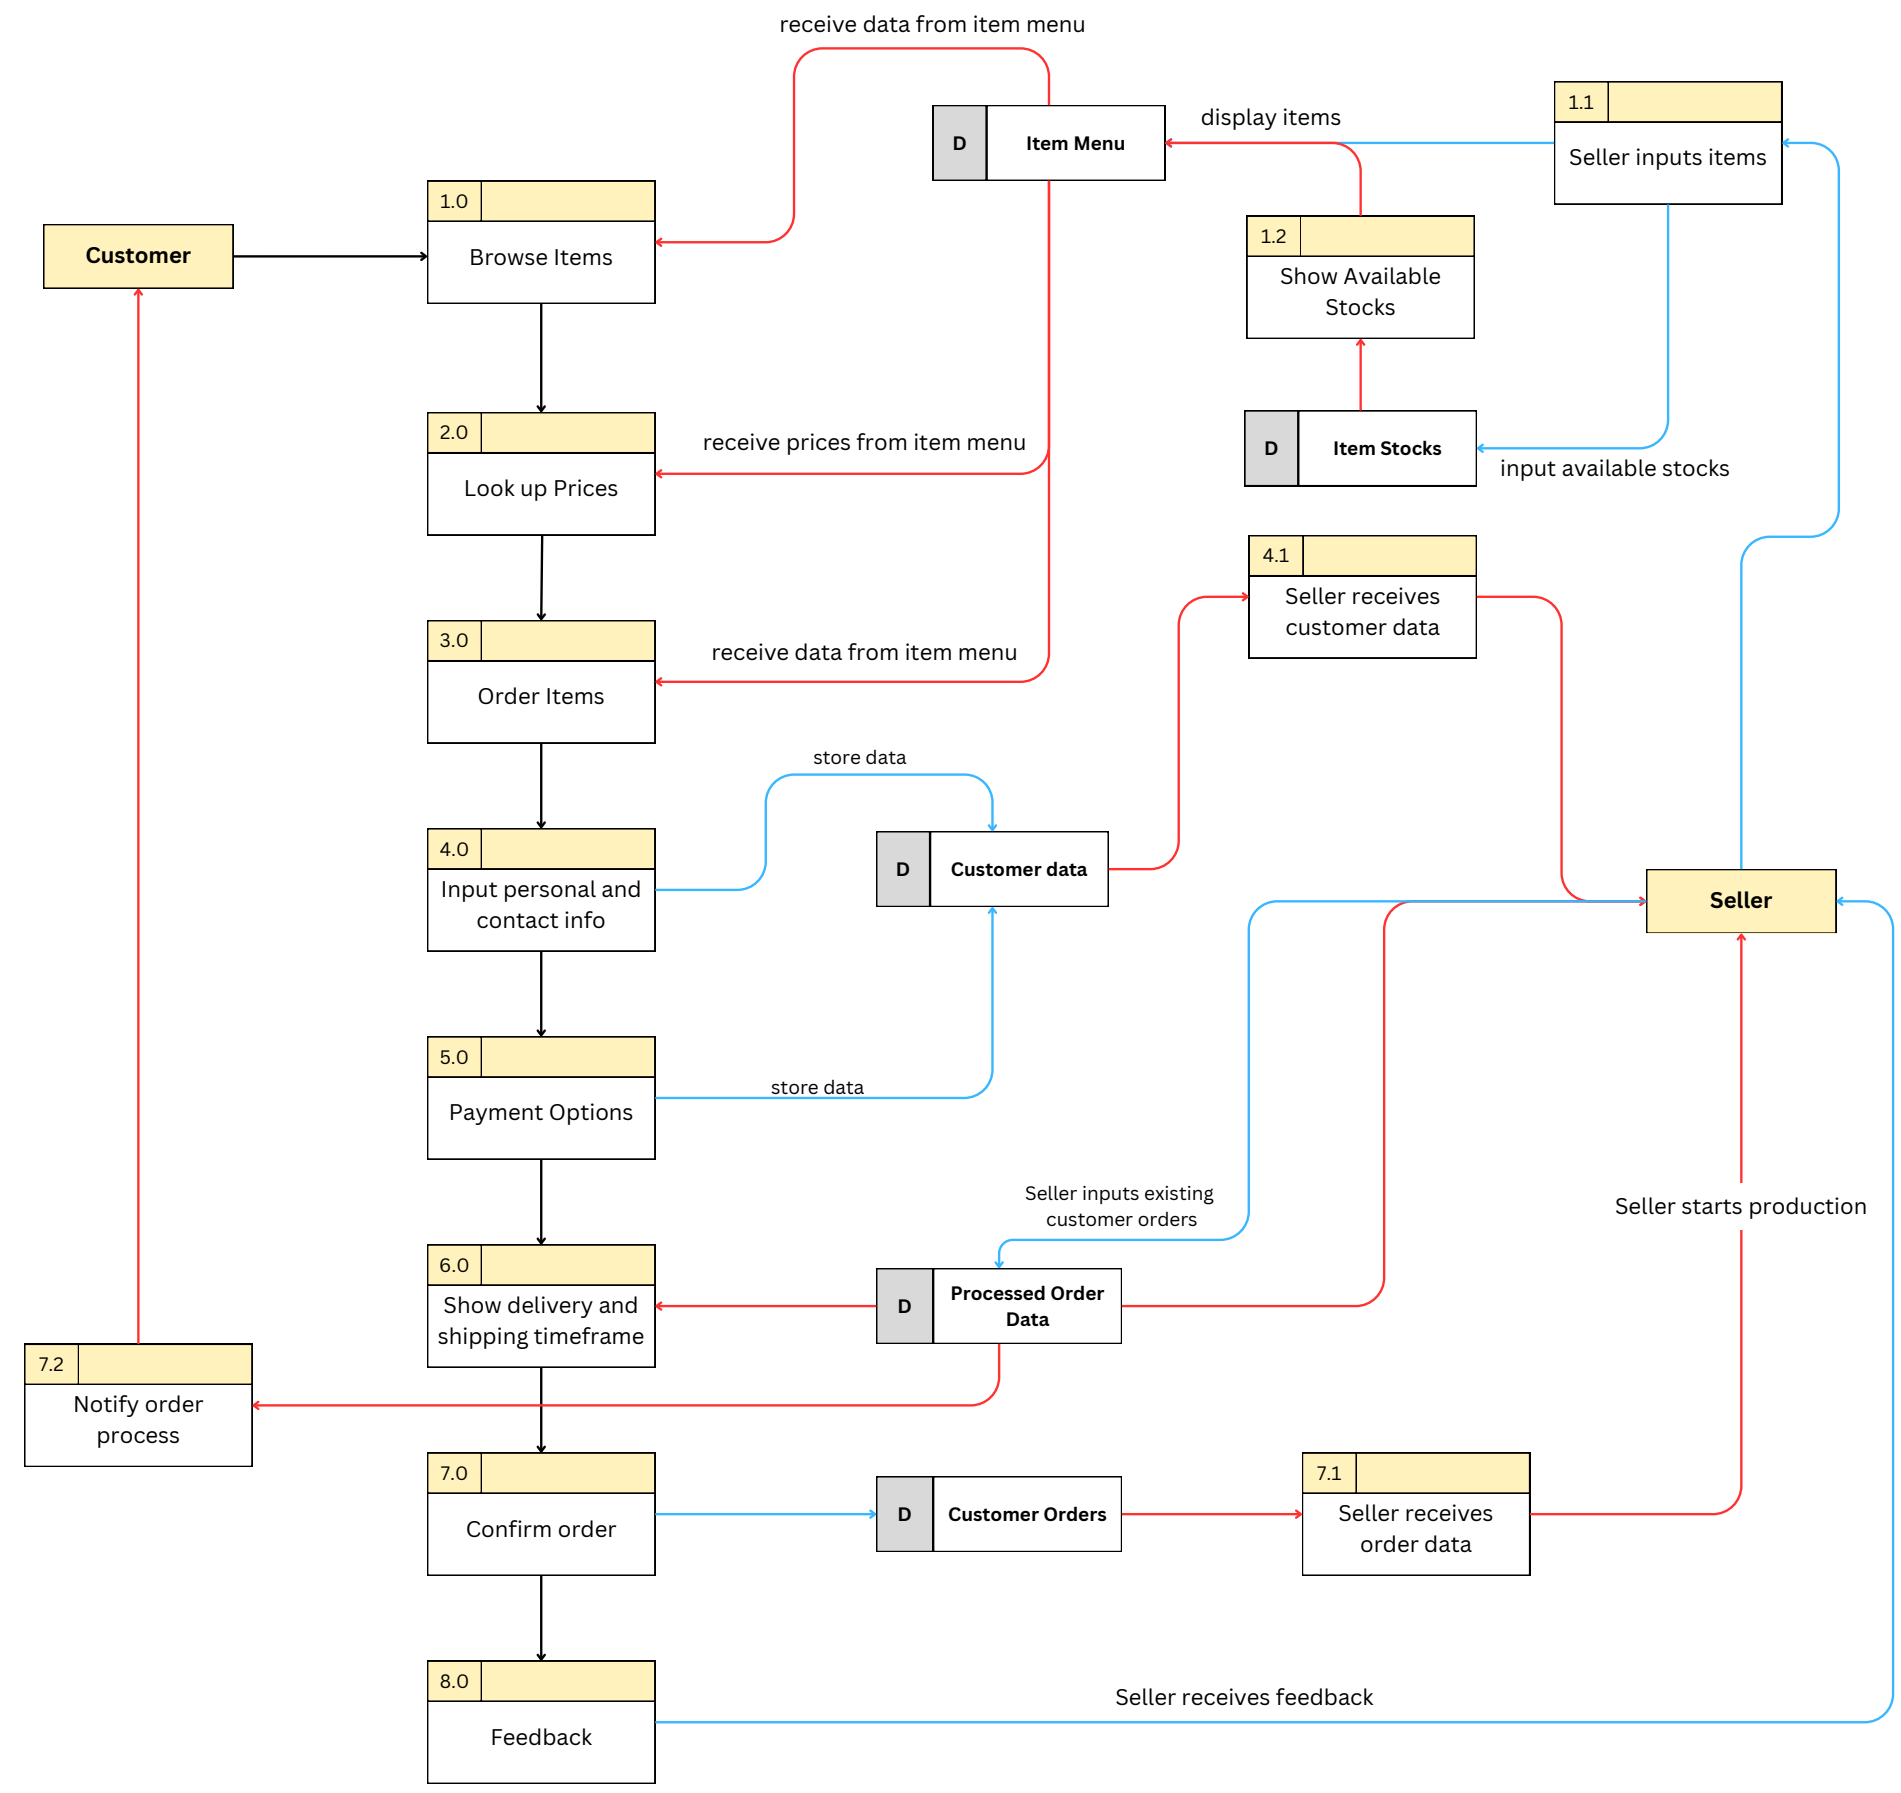 receive data from item menu
1.1
Seller inputs items
display items
D
Item Menu
1.0
Browse Items
Customer
1.2
Show Available
Stocks
2.0
Look up Prices
receive prices from item menu
D
Item Stocks
input available stocks
4.1
Seller receives
customer data
3.0
Order Items
receive data from item menu
store data
4.0
Input personal and
contact info
D
Customer data
Seller
5.0
Payment Options
store data
Seller inputs existing
customer orders
Seller starts production
6.0
Show delivery and
shipping timeframe
D
Processed Order
Data
7.2
Notify order
process
7.0
Confirm order
D
Customer Orders
7.1
Seller receives
order data
8.0
Feedback
Seller receives feedback